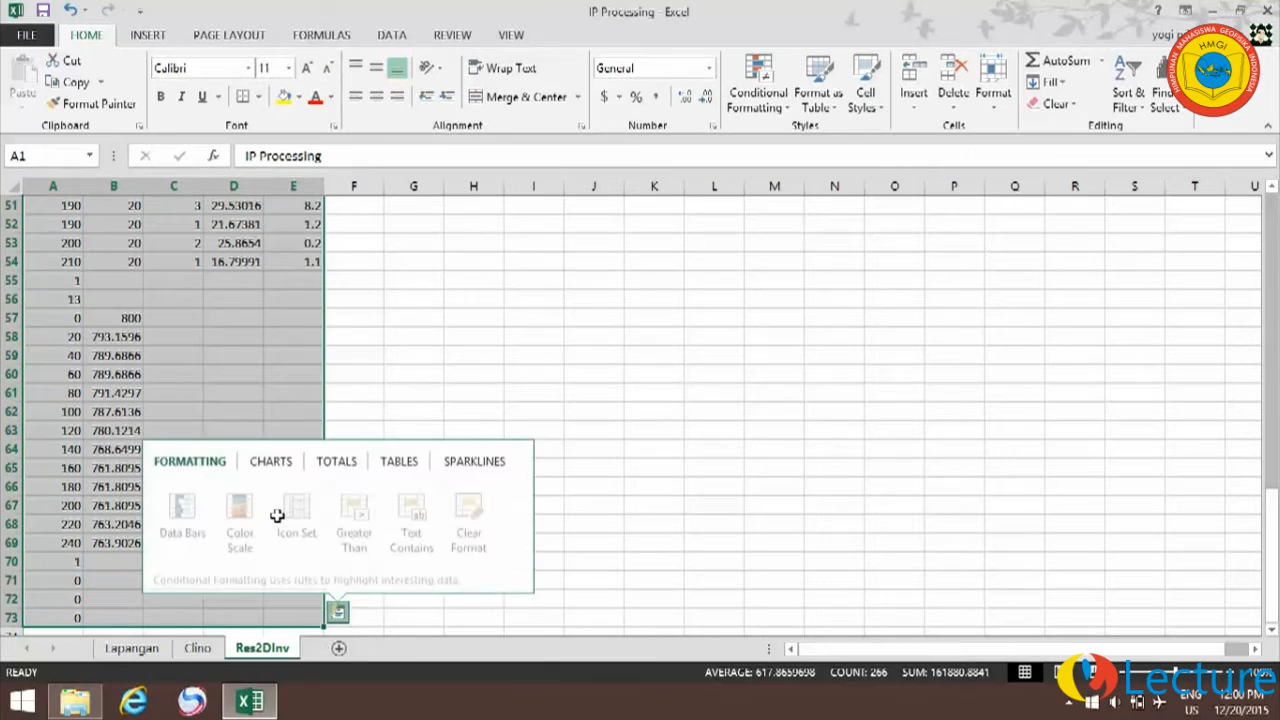 IP Processing - Excel
FILE HOME INSERT PAGE LAYOUT FORMULAS DATA REVIEW VIEW yogi
HIMPUNAN MAHASISWA GEOFISIKA INDONESIA
HMGI
Cut
Copy
Format Painter
Paste
Clipboard
Calibri 11
B I U
Font
Wrap Text
Merge & Center
Alignment
General
$ % ,
Number
Conditional Formatting
Format as Table
Cell Styles
Styles
Insert Delete Format
Cells
AutoSum
Fill
Clear
Sort & Filter
Find Select
Editing
A1 fx IP Processing
A B C D E F G H I J K L M N O P Q R S T U
51 190 20 3 29.53016 8.2
52 190 20 1 21.67381 1.2
53 200 20 2 25.8654 0.2
54 210 20 1 16.79991 1.1
55 1
56 13
57 0 800
58 20 793.1596
59 40 789.6866
60 60 789.6866
61 80 791.4297
62 100 787.6136
63 120 780.1214
64 140 768.6499
65 160 761.8095
66 180 761.8095
67 200 761.8095
68 220 763.2046
69 240 763.9026
70 1
71 0
72 0
73 0
FORMATTING CHARTS TOTALS TABLES SPARKLINES
Data Bars
Color Scale
Icon Set
Greater Than
Text Contains
Clear Format
Conditional Formatting uses rules to highlight interesting data.
Lapangan Clino Res2DInv
READY AVERAGE: 617.8659698 COUNT: 266 SUM: 161880.8841 100%
Lecture
ENG US
12:00 PM
12/20/2015